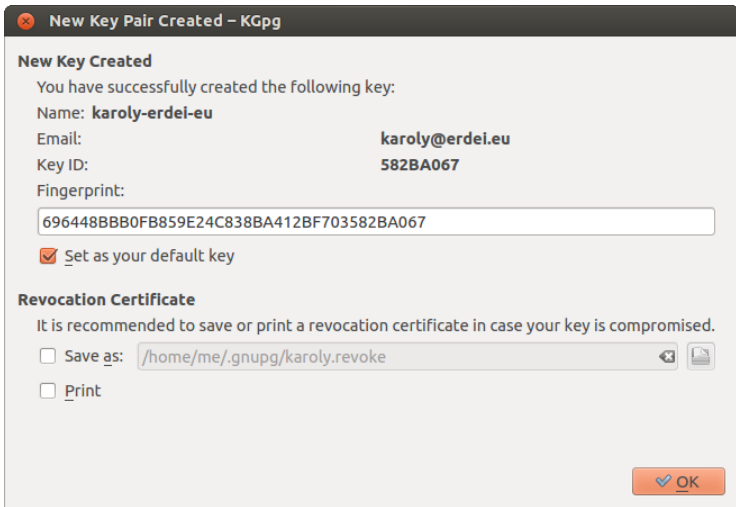 New Key Pair Created – KGpg
New Key Created
You have successfully created the following key:
Name: karoly-erdei-eu
Email: karoly@erdei.eu
Key ID: 582BA067
Fingerprint:
696448BBB0FB859E24C838BA412BF703582BA067
Set as your default key
Revocation Certificate
It is recommended to save or print a revocation certificate in case your key is compromised.
Save as: /home/me/.gnupg/karoly.revoke
Print
OK